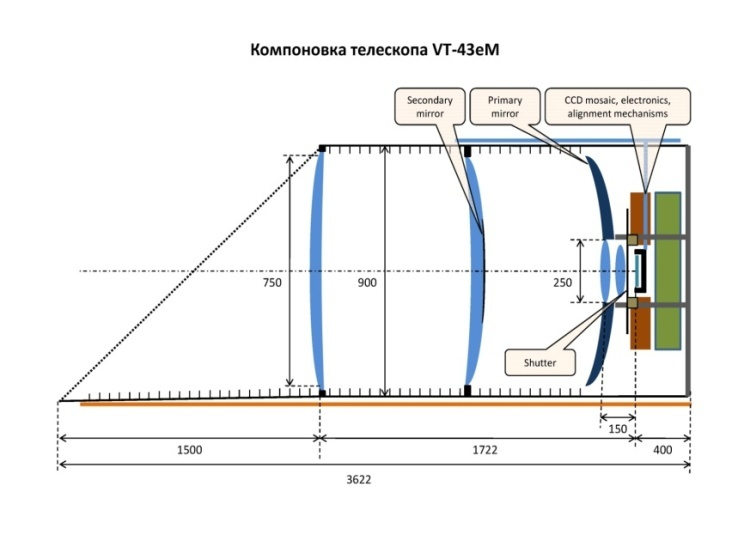 Компоновка телескопа VT-43eM
Secondary
mirror
Primary
mirror
CCD mosaic, electronics,
alignment mechanisms
750
900
250
Shutter
150
1500
1722
400
3622